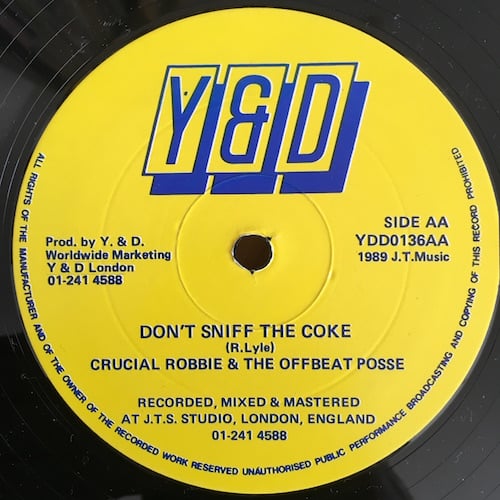 Y&D
SIDE AA
YDD0136AA
1989 J.T.Music
Prod. by Y. & D.
Worldwide Marketing
Y & D London
01-241 4588
DON'T SNIFF THE COKE
(R.Lyle)
CRUCIAL ROBBIE & THE OFFBEAT POSSE
RECORDED, MIXED & MASTERED
AT J.T.S. STUDIO, LONDON, ENGLAND
01-241 4588
ALL RIGHTS OF THE MANUFACTURER AND OF THE OWNER OF THE RECORDED WORK RESERVED UNAUTHORISED PUBLIC PERFORMANCE BROADCASTING AND COPYING OF THIS RECORD PROHIBITED